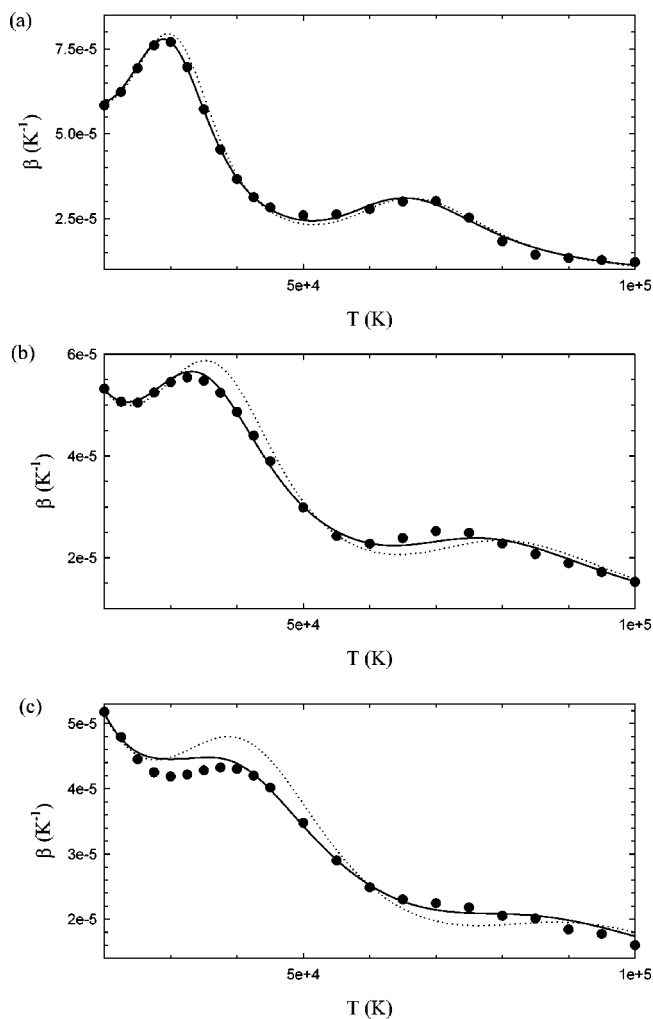 (a)
7.5e-5
5.0e-5
2.5e-5
β (K⁻¹)
5e+4
1e+5
T (K)
(b)
6e-5
4e-5
2e-5
β (K⁻¹)
5e+4
1e+5
T (K)
(c)
5e-5
4e-5
3e-5
2e-5
β (K⁻¹)
5e+4
1e+5
T (K)